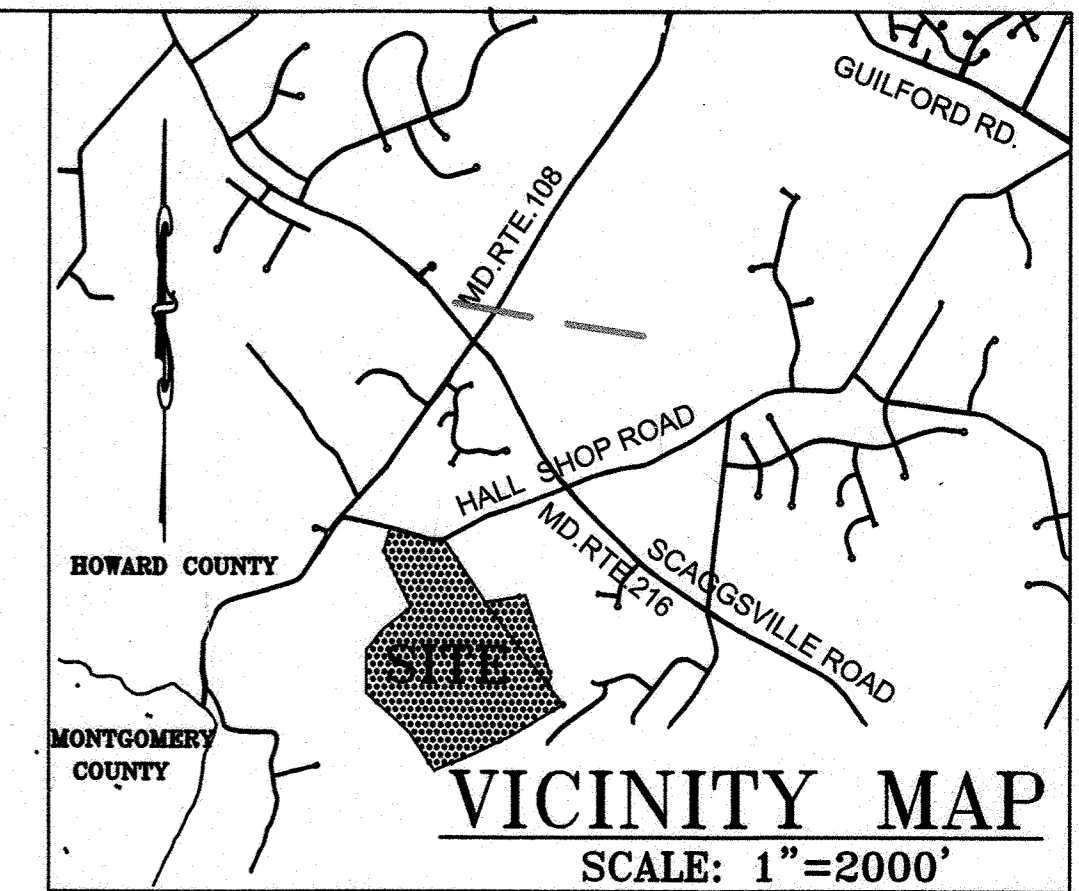 GUILFORD RD.
MD.RTE.108
HALL SHOP ROAD
MD.RTE.216
SCAGGSVILLE ROAD
HOWARD COUNTY
SITE
MONTGOMERY
COUNTY
VICINITY MAP
SCALE: 1"=2000'